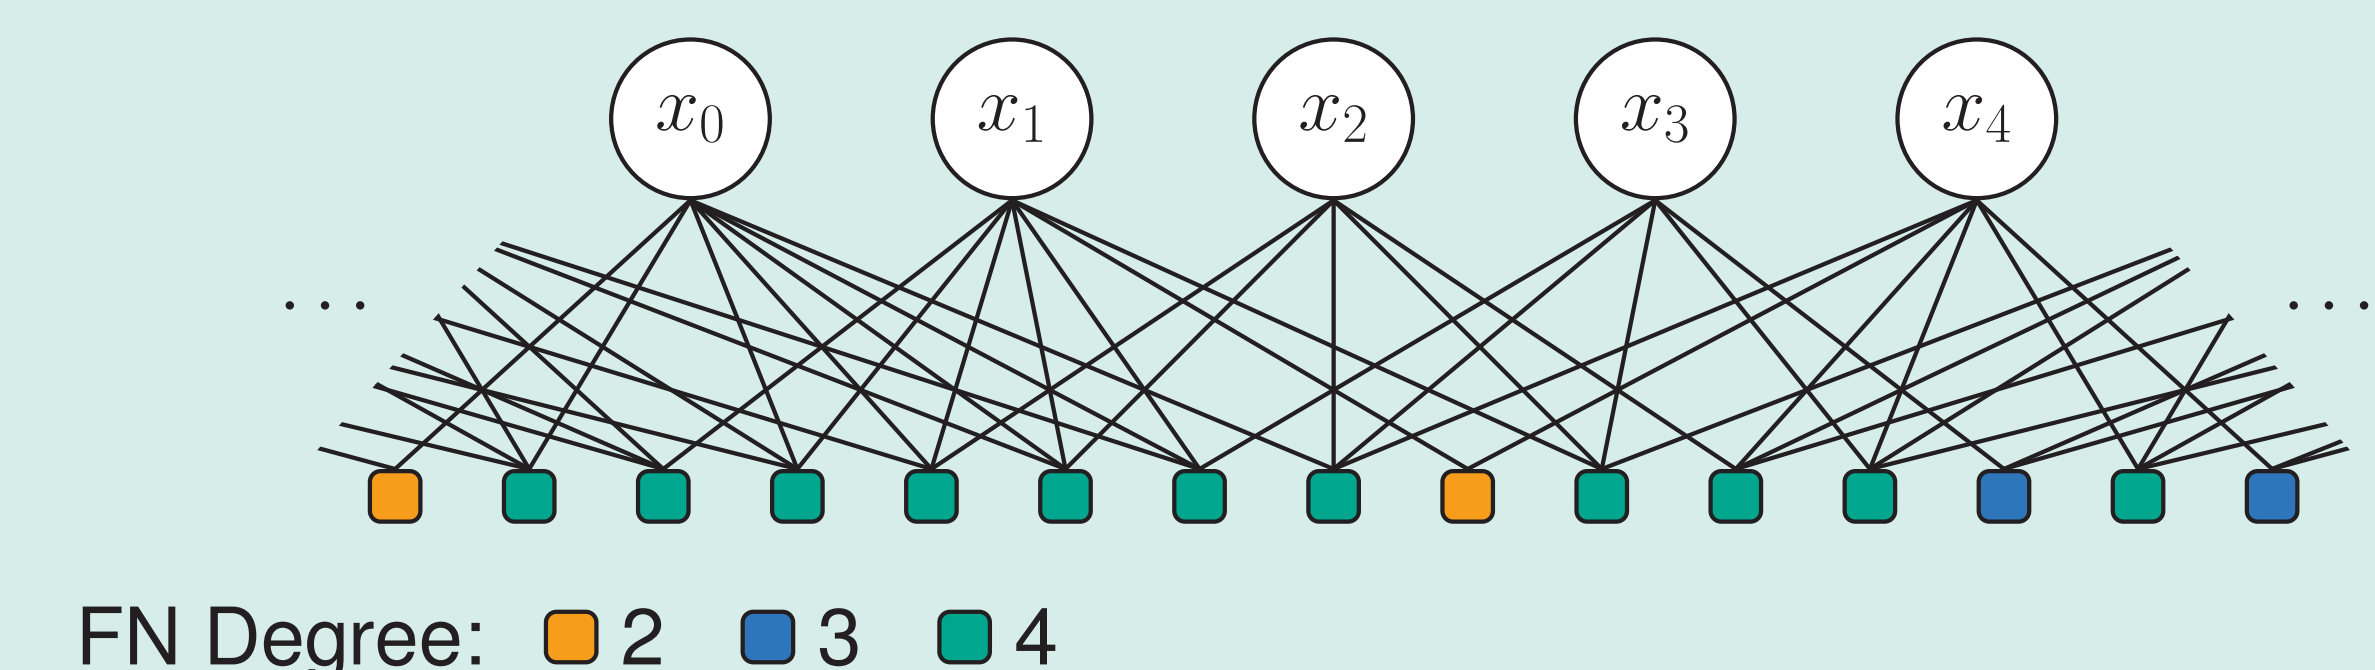 x0 x1 x2 x3 x4
. . . . . .
FN Degree: 2 3 4